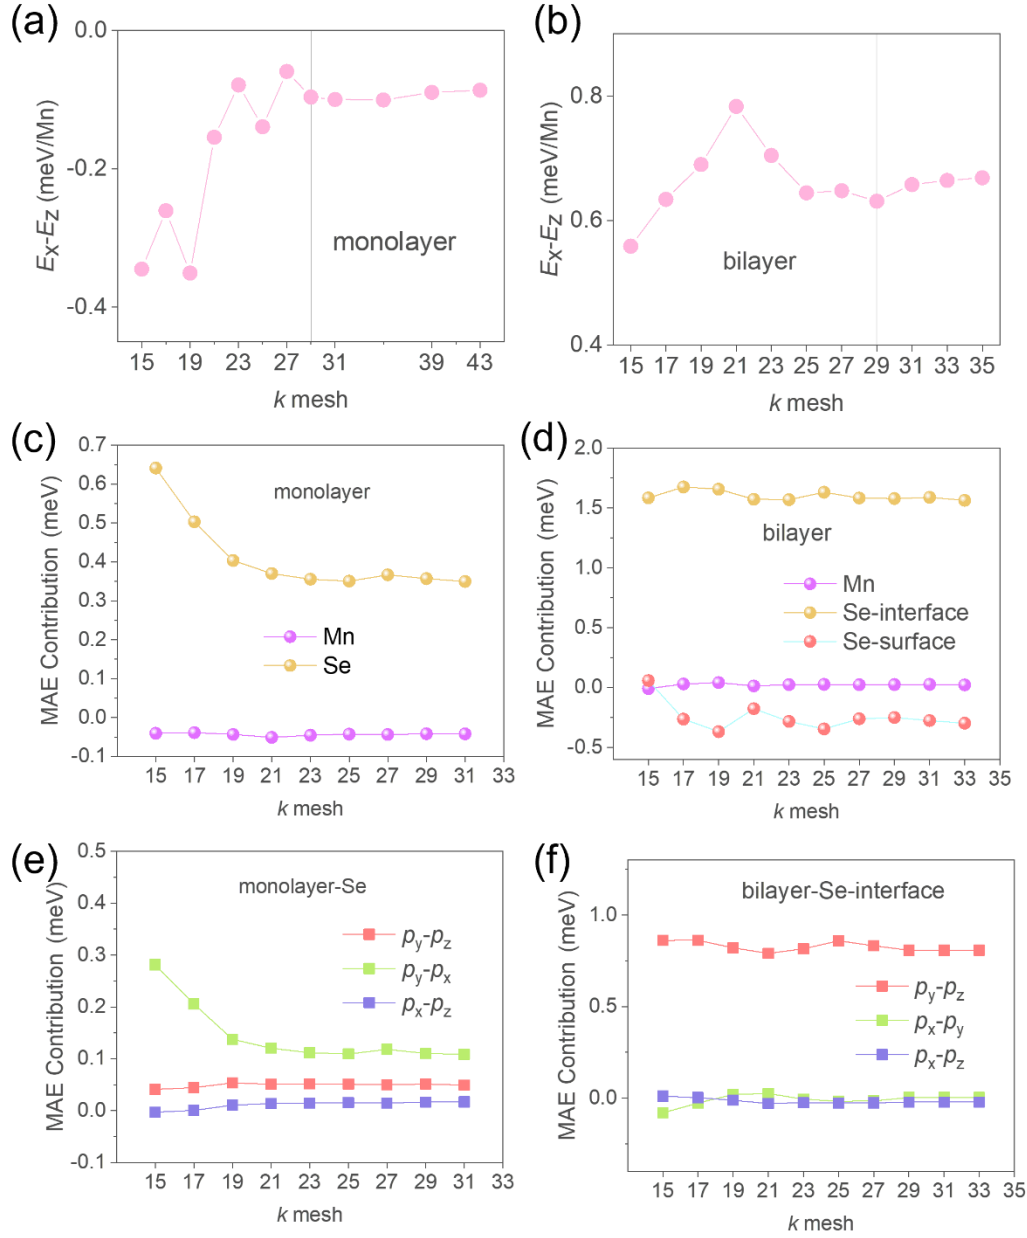 (a)
0.0
-0.2
-0.4
Ex-Ez (meV/Mn)
monolayer
15 19 23 27 31 39 43
k mesh
(b)
0.8
0.6
0.4
Ex-Ez (meV/Mn)
bilayer
15 17 19 21 23 25 27 29 31 33 35
k mesh
(c)
0.7
0.6
0.5
0.4
0.3
0.2
0.1
0.0
-0.1
MAE Contribution (meV)
monolayer
Mn
Se
15 17 19 21 23 25 27 29 31 33
k mesh
(d)
2.0
1.5
1.0
0.5
0.0
-0.5
MAE Contribution (meV)
bilayer
Mn
Se-interface
Se-surface
15 17 19 21 23 25 27 29 31 33 35
k mesh
(e)
0.5
0.4
0.3
0.2
0.1
0.0
-0.1
MAE Contribution (meV)
monolayer-Se
py-pz
py-px
px-pz
15 17 19 21 23 25 27 29 31 33
k mesh
(f)
1.0
0.5
0.0
MAE Contribution (meV)
bilayer-Se-interface
py-pz
px-py
px-pz
15 17 19 21 23 25 27 29 31 33 35
k mesh